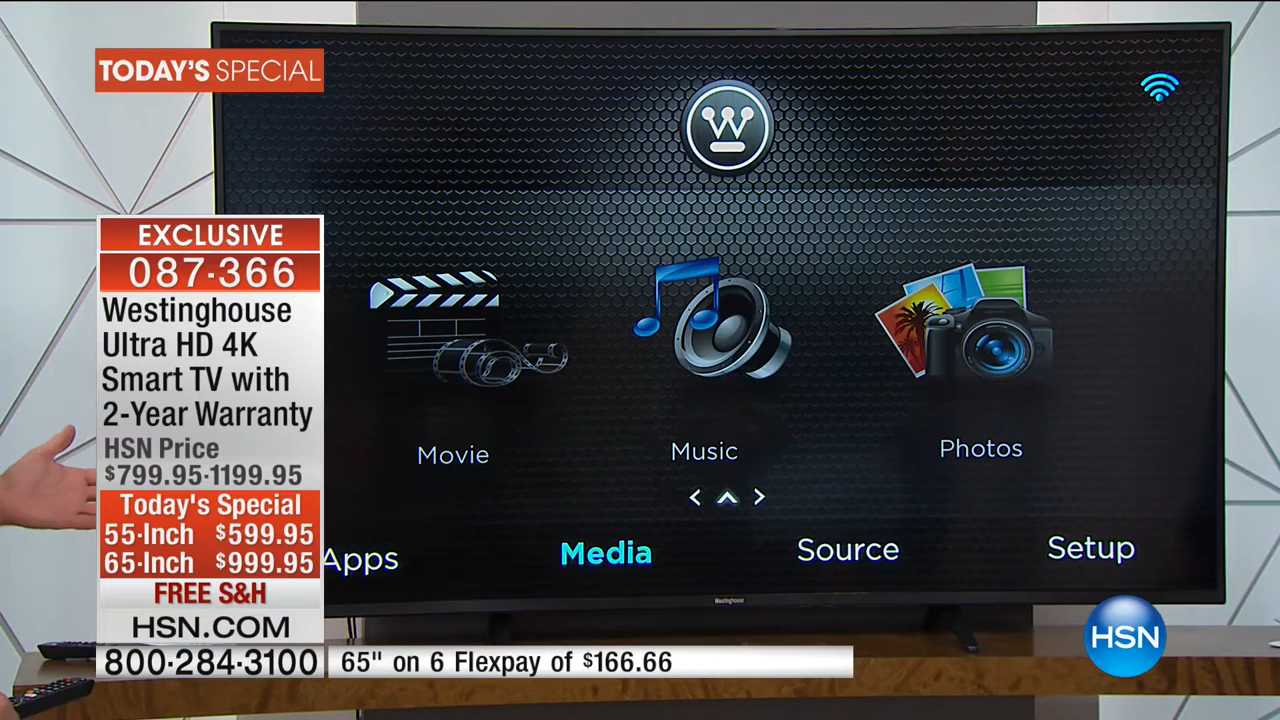 TODAY'S SPECIAL
EXCLUSIVE
087·366
Westinghouse
Ultra HD 4K
Smart TV with
2-Year Warranty
HSN Price
$799.95-1199.95
Today's Special
55-Inch $599.95
65-Inch $999.95
FREE S&H
HSN.COM
800·284·3100
65" on 6 Flexpay of $166.66
W
Movie
Music
Photos
Apps
Media
Source
Setup
Westinghouse
HSN